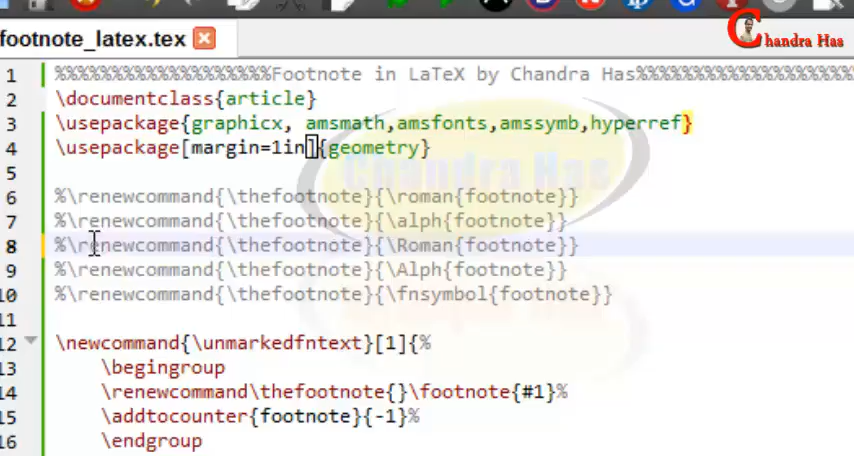 Chandra Has
footnote_latex.tex
1 %%%%%%%%%%%%%%%%%%%Footnote in LaTeX by Chandra Has%%%%%%%%%%%%%%%%%%%
2 \documentclass{article}
3 \usepackage{graphicx, amsmath,amsfonts,amssymb,hyperref}
4 \usepackage[margin=1in]{geometry}
5
6 %\renewcommand{\thefootnote}{\roman{footnote}}
7 %\renewcommand{\thefootnote}{\alph{footnote}}
8 %\renewcommand{\thefootnote}{\Roman{footnote}}
9 %\renewcommand{\thefootnote}{\Alph{footnote}}
10 %\renewcommand{\thefootnote}{\fnsymbol{footnote}}
11
12 \newcommand{\unmarkedfntext}[1]{%
13 \begingroup
14 \renewcommand\thefootnote{}\footnote{#1}%
15 \addtocounter{footnote}{-1}%
16 \endgroup
Chandra Has